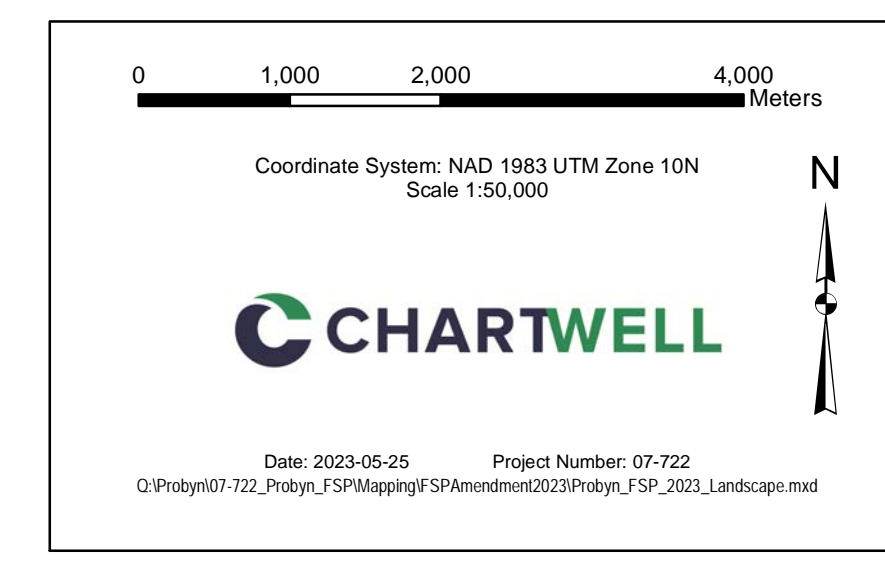 0 1,000 2,000 4,000
Meters
Coordinate System: NAD 1983 UTM Zone 10N
Scale 1:50,000
N
CHARTWELL
Date: 2023-05-25 Project Number: 07-722
Q:\Probyn\07-722_Probyn_FSP\Mapping\FSPAmendment2023\Probyn_FSP_2023_Landscape.mxd